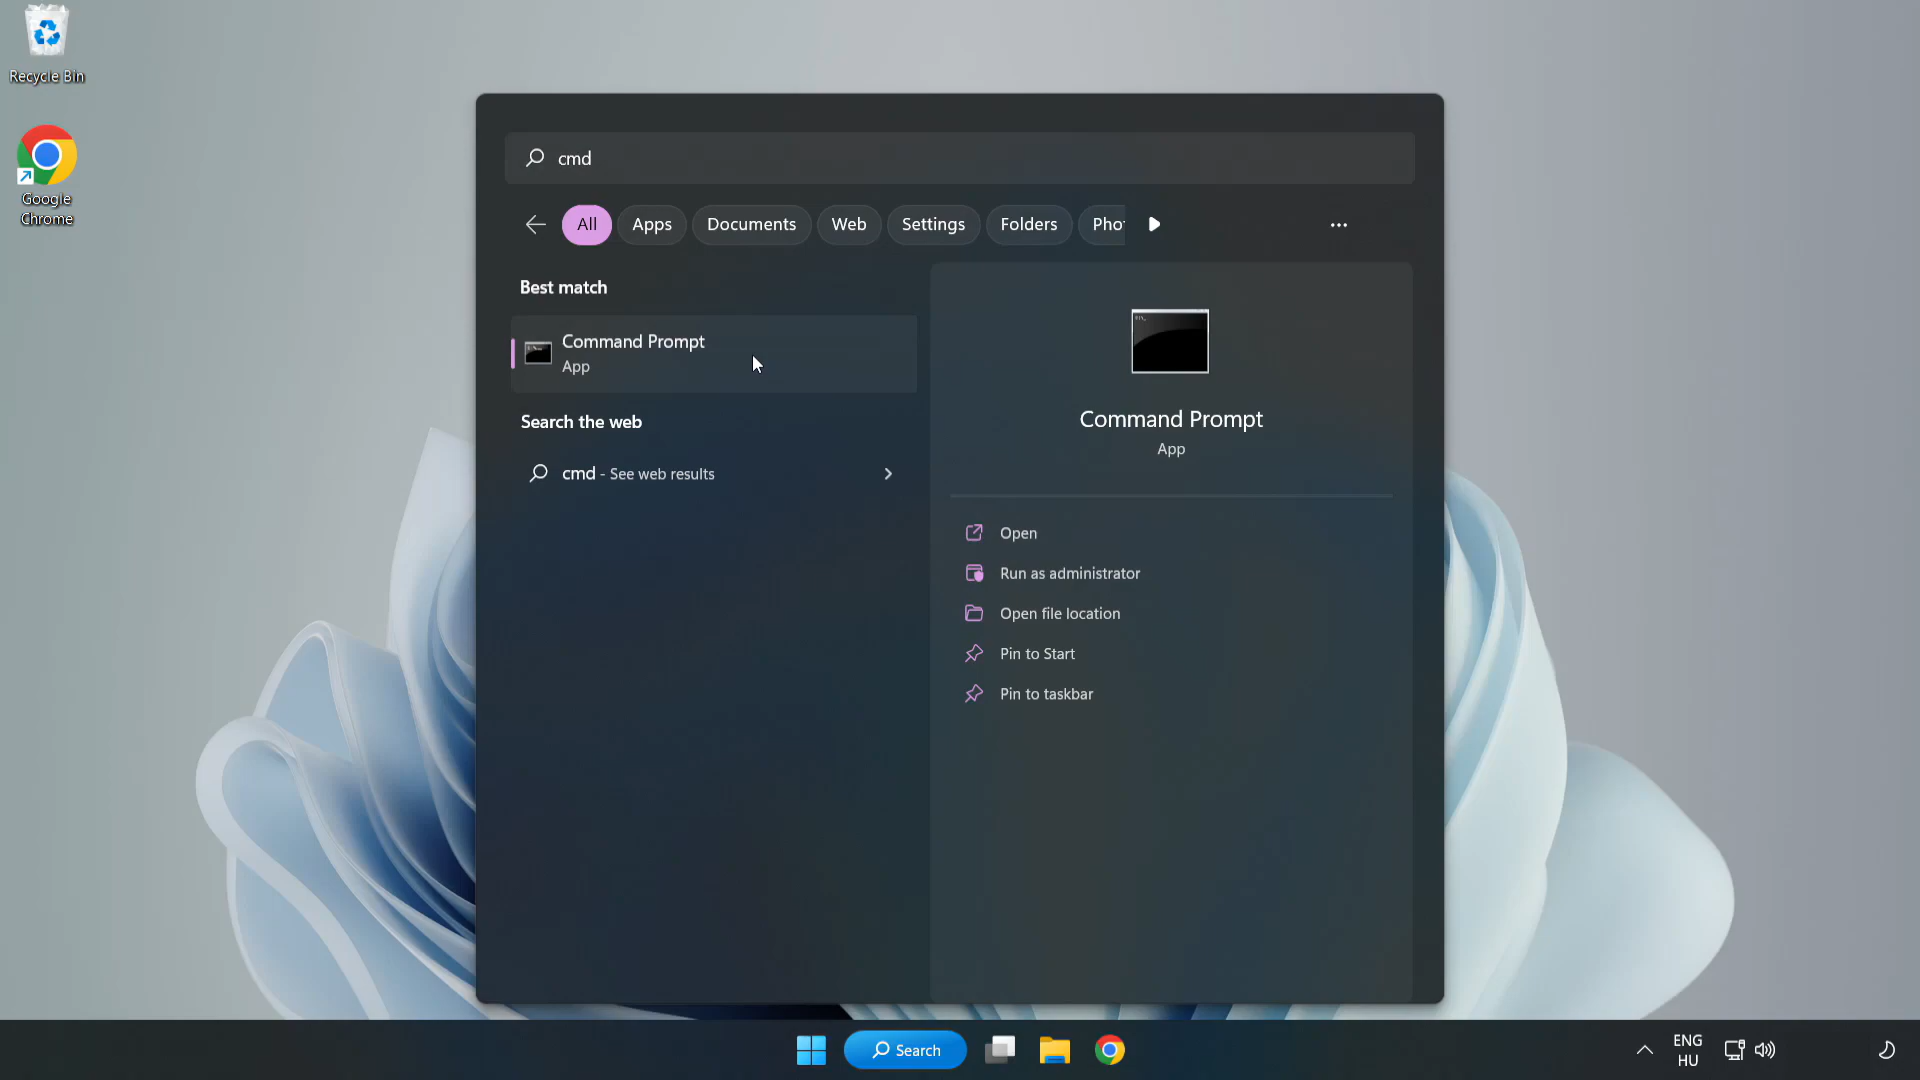 Recycle Bin
Google
Chrome
cmd
All
Apps
Documents
Web
Settings
Folders
Pho
Best match
Command Prompt
App
Search the web
cmd - See web results
Command Prompt
App
Open
Run as administrator
Open file location
Pin to Start
Pin to taskbar
Search
ENG
HU